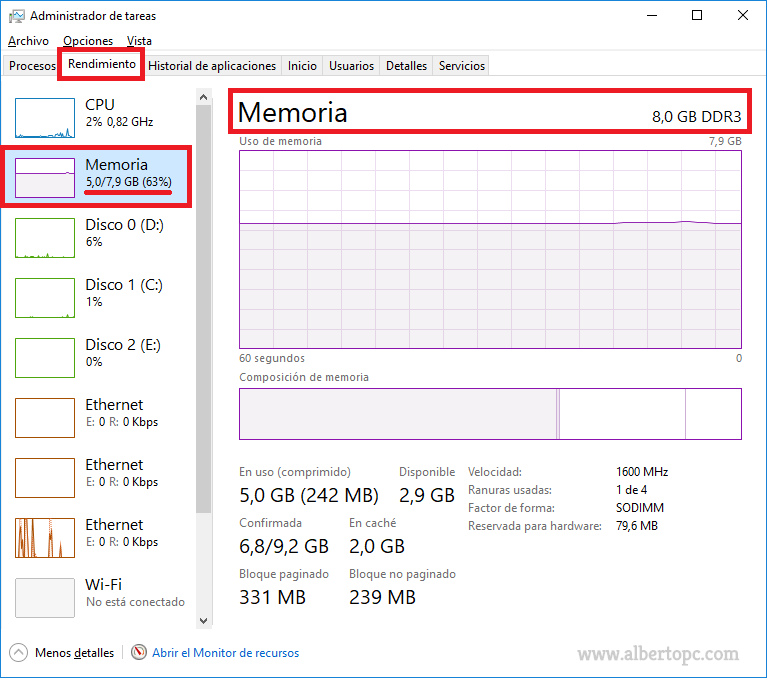 Administrador de tareas
Archivo Opciones Vista
Procesos Rendimiento Historial de aplicaciones Inicio Usuarios Detalles Servicios
CPU
2% 0,82 GHz
Memoria
5,0/7,9 GB (63%)
Disco 0 (D:)
6%
Disco 1 (C:)
1%
Disco 2 (E:)
0%
Ethernet
E: 0 R: 0 Kbps
Ethernet
E: 0 R: 0 Kbps
Ethernet
E: 0 R: 0 Kbps
Wi-Fi
No está conectado
Memoria 8,0 GB DDR3
Uso de memoria 7,9 GB
60 segundos 0
Composición de memoria
En uso (comprimido) Disponible
5,0 GB (242 MB) 2,9 GB
Confirmada En caché
6,8/9,2 GB 2,0 GB
Bloque paginado Bloque no paginado
331 MB 239 MB
Velocidad: 1600 MHz
Ranuras usadas: 1 de 4
Factor de forma: SODIMM
Reservada para hardware: 79,6 MB
Menos detalles Abrir el Monitor de recursos
www.albertopc.com